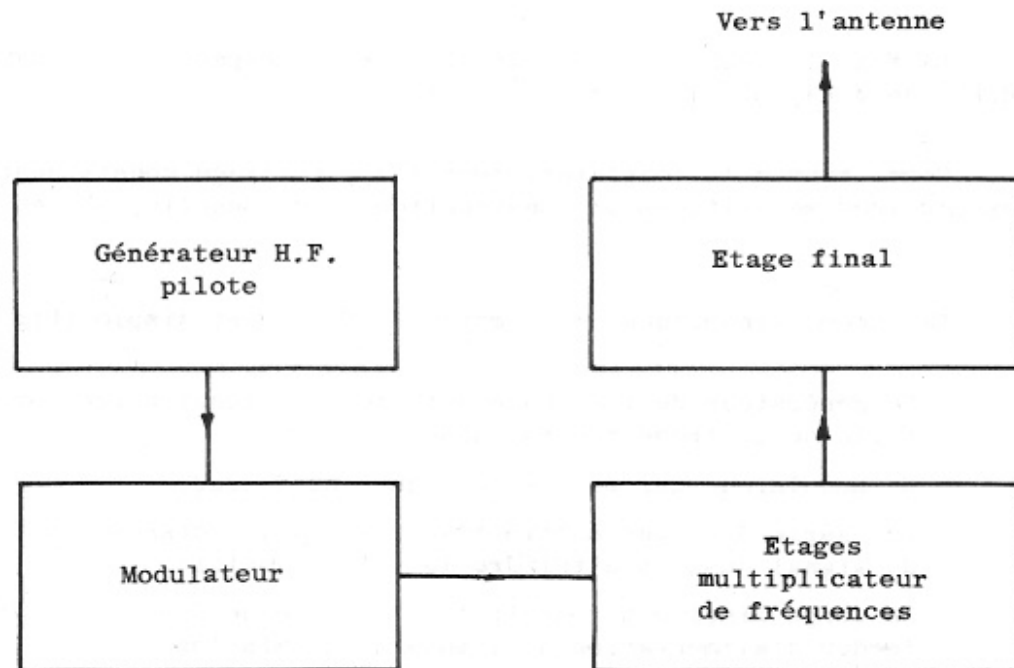 Vers l'antenne
Générateur H.F.
pilote
Etage final
Modulateur
Etages
multiplicateur
de fréquences